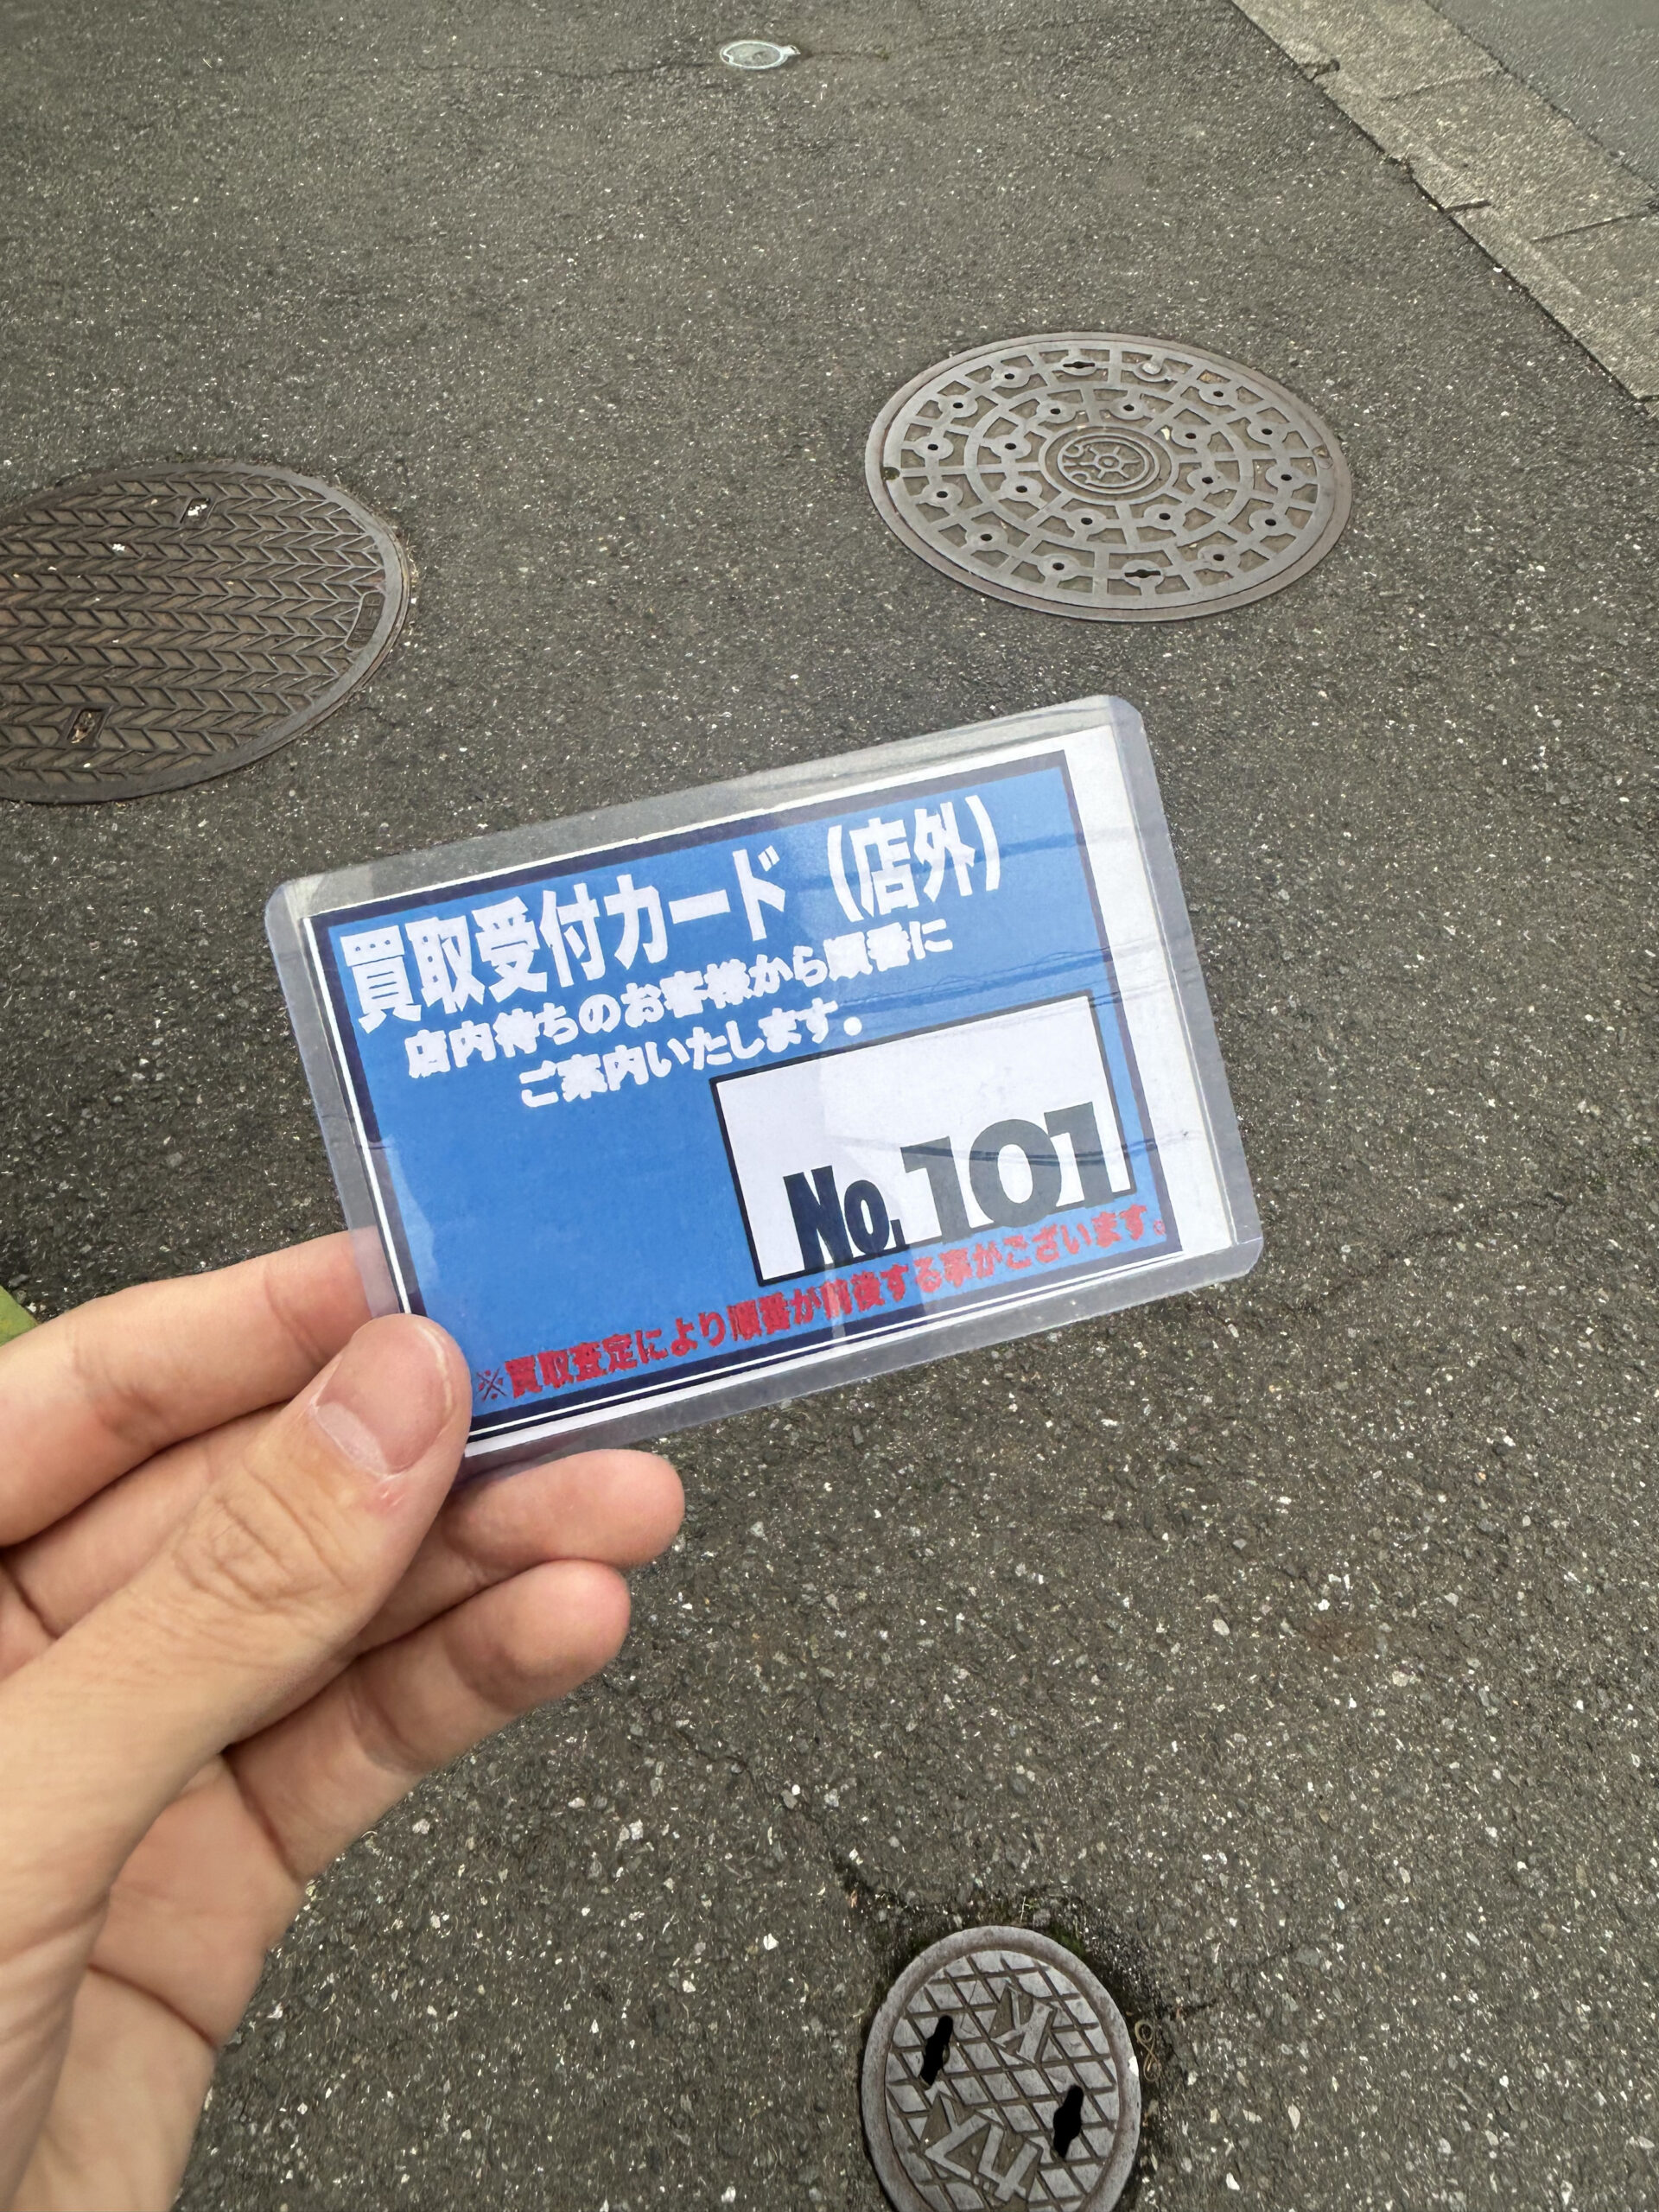 買取受付カード（店外）
店内待ちのお客様から順番に
ご案内いたします。
No.101
※買取査定により順番が前後する事がございます。